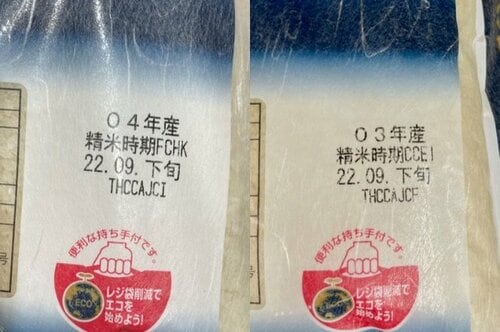 04年産
精米時期FCHK
22.09.下旬
THCCAJCI
便利な持ち手付です。
ECO
レジ袋削減で
エコを
始めよう!
号
03年産
精米時期CCEI
22.09.下旬
THCCAJCF
便利な持ち手付です。
レジ袋削減で
エコを
始めよう!